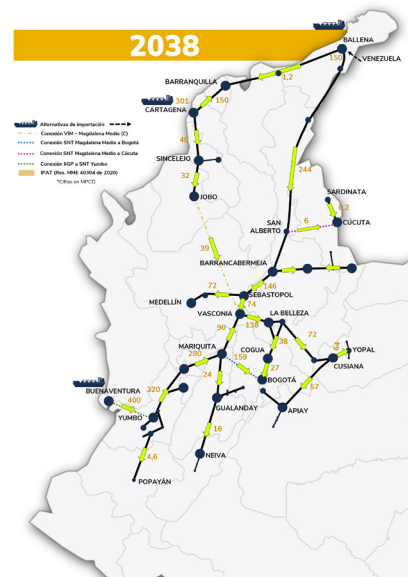 2038
BALLENA
150
VENEZUELA
1,2
BARRANQUILLA
301
150
CARTAGENA
Alternativas de importación
Conexión VIM – Magdalena Medio (C)
Conexión SNT Magdalena Medio a Bogotá
Conexión SNT Magdalena Medio a Cúcuta
Conexión IIGP a SNT Yumbo
IPAT (Res. MME 40304 de 2020)
*Cifras en MPCD
40
SINCELEJO
32
244
JOBO
SARDINATA
0,2
SAN
ALBERTO
6
CÚCUTA
39
BARRANCABERMEJA
146
72
SEBASTOPOL
MEDELLÍN
74
VASCONIA
LA BELLEZA
138
90
38
72
MARIQUITA
280
159
COGUA
64
YOPAL
27
CUSIANA
24
BOGOTÁ
57
BUENAVENTURA
320
400
GUALANDAY
APIAY
YUMBO
16
4,6
NEIVA
POPAYÁN